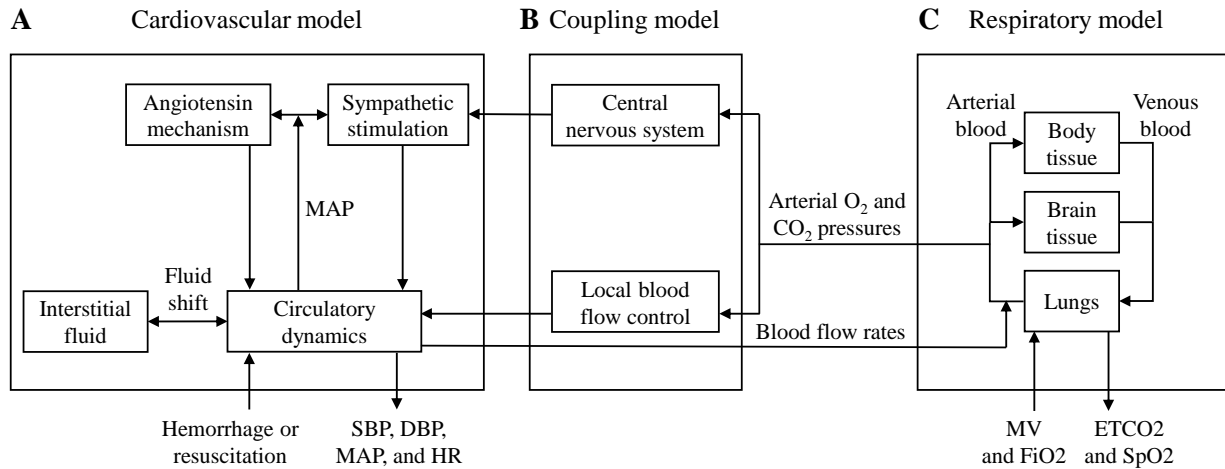 A Cardiovascular model
B Coupling model
C Respiratory model
Angiotensin
mechanism
Sympathetic
stimulation
MAP
Fluid
shift
Interstitial
fluid
Circulatory
dynamics
Hemorrhage or
resuscitation
SBP, DBP,
MAP, and HR
Central
nervous system
Local blood
flow control
Arterial O₂ and
CO₂ pressures
Blood flow rates
Arterial
blood
Venous
blood
Body
tissue
Brain
tissue
Lungs
MV
and FiO2
ETCO2
and SpO2